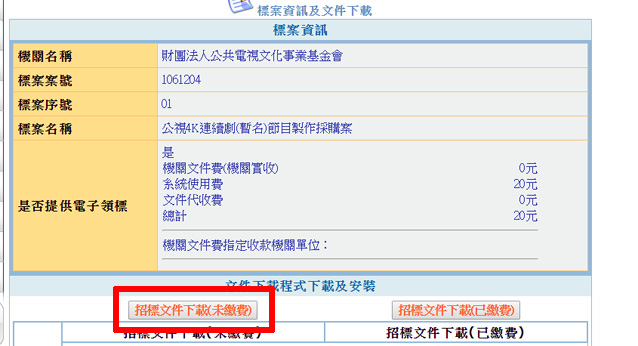 標案資訊及文件下載
標案資訊
機關名稱 財團法人公共電視文化事業基金會
標案案號 1061204
標案序號 01
標案名稱 公視4K連續劇(暫名)節目製作採購案
是否提供電子領標 是
機關文件費(機關實收) 0元
系統使用費 20元
文件代收費 0元
總計 20元
機關文件費指定收款機關單位：
文件下載程式下載及安裝
招標文件下載(未繳費) 招標文件下載(已繳費)
招標文件下載(未繳費) 招標文件下載(已繳費)